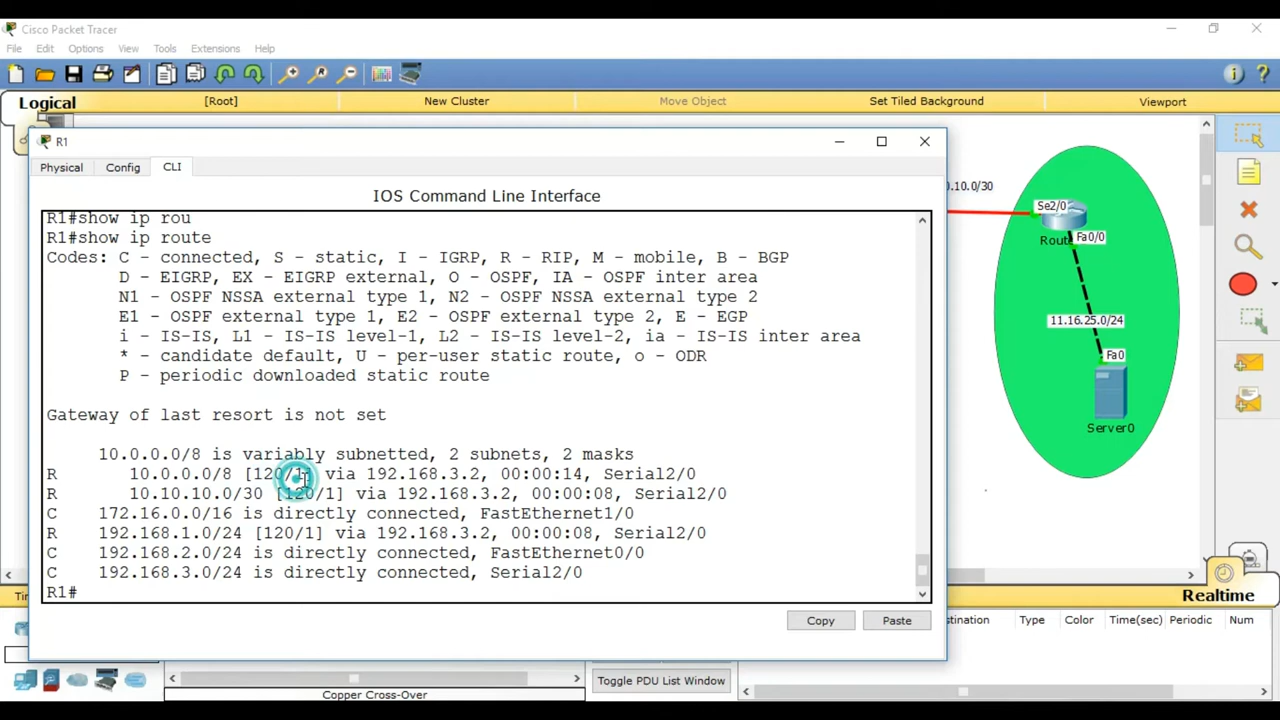 Cisco Packet Tracer
File Edit Options View Tools Extensions Help
Logical [Root] New Cluster Move Object Set Tiled Background Viewport
R1
Physical Config CLI
IOS Command Line Interface
R1#show ip rou
R1#show ip route
Codes: C - connected, S - static, I - IGRP, R - RIP, M - mobile, B - BGP
D - EIGRP, EX - EIGRP external, O - OSPF, IA - OSPF inter area
N1 - OSPF NSSA external type 1, N2 - OSPF NSSA external type 2
E1 - OSPF external type 1, E2 - OSPF external type 2, E - EGP
i - IS-IS, L1 - IS-IS level-1, L2 - IS-IS level-2, ia - IS-IS inter area
* - candidate default, U - per-user static route, o - ODR
P - periodic downloaded static route
Gateway of last resort is not set
10.0.0.0/8 is variably subnetted, 2 subnets, 2 masks
R 10.0.0.0/8 [120/1] via 192.168.3.2, 00:00:14, Serial2/0
R 10.10.10.0/30 [120/1] via 192.168.3.2, 00:00:08, Serial2/0
C 172.16.0.0/16 is directly connected, FastEthernet1/0
R 192.168.1.0/24 [120/1] via 192.168.3.2, 00:00:08, Serial2/0
C 192.168.2.0/24 is directly connected, FastEthernet0/0
C 192.168.3.0/24 is directly connected, Serial2/0
R1#
Copy Paste
0.10.0/30
Se2/0
Rout
Fa0/0
11.16.25.0/24
Fa0
Server0
Realtime
Tin
stination Type Color Time(sec) Periodic Num
Toggle PDU List Window
Copper Cross-Over